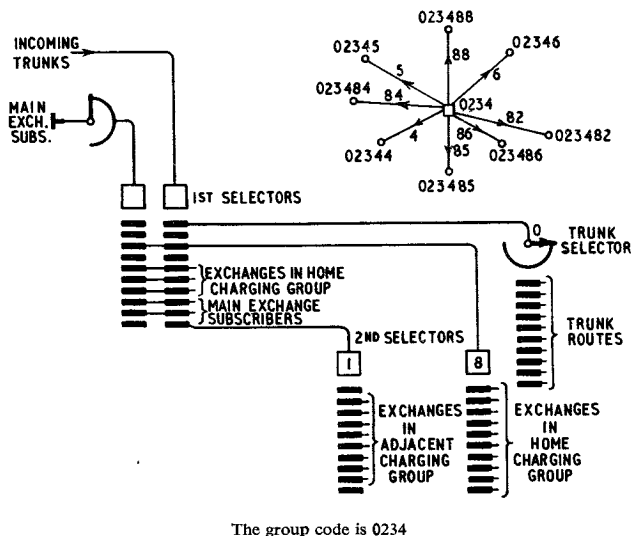 INCOMING
TRUNKS
MAIN
EXCH.
SUBS.
023488
02345
02346
023484
0234
023482
02344
023486
023485
88
5
6
84
82
4
86
85
1ST SELECTORS
0
TRUNK
SELECTOR
EXCHANGES IN HOME
CHARGING GROUP
MAIN EXCHANGE
SUBSCRIBERS
2ND SELECTORS
1
8
TRUNK
ROUTES
EXCHANGES
IN
ADJACENT
CHARGING
GROUP
EXCHANGES
IN
HOME
CHARGING
GROUP
The group code is 0234